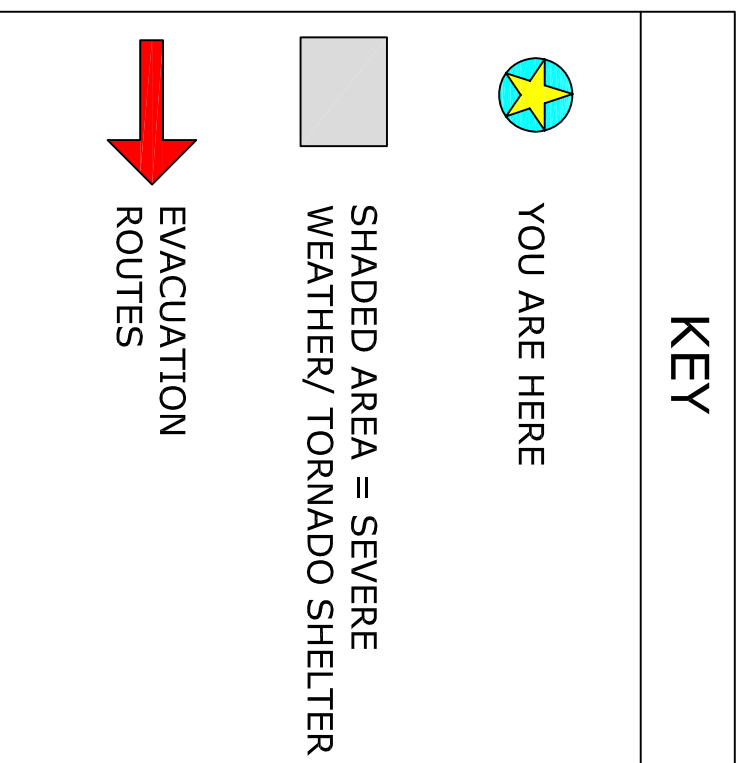 KEY
YOU ARE HERE
SHADED AREA = SEVERE
WEATHER/ TORNADO SHELTER
EVACUATION
ROUTES